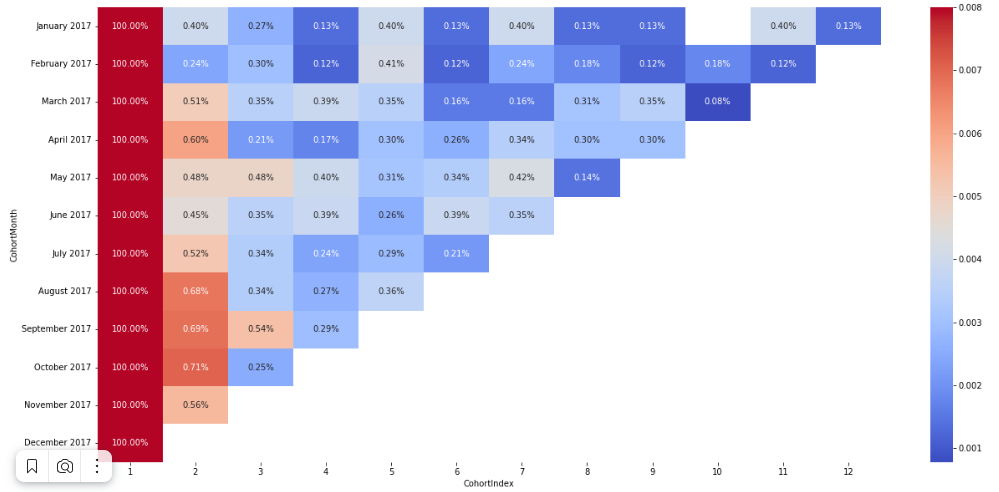 January 2017 100.00% 0.40% 0.27% 0.13% 0.40% 0.13% 0.40% 0.13% 0.13% 0.40% 0.13% 0.008
February 2017 100.00% 0.24% 0.30% 0.12% 0.41% 0.12% 0.24% 0.18% 0.12% 0.18% 0.12%
0.007
March 2017 100.00% 0.51% 0.35% 0.39% 0.35% 0.16% 0.16% 0.31% 0.35% 0.08%
0.006
April 2017 100.00% 0.60% 0.21% 0.17% 0.30% 0.26% 0.34% 0.30% 0.30%
May 2017 100.00% 0.48% 0.48% 0.40% 0.31% 0.34% 0.42% 0.14%
0.005
June 2017 100.00% 0.45% 0.35% 0.39% 0.26% 0.39% 0.35%
CohortMonth
July 2017 100.00% 0.52% 0.34% 0.24% 0.29% 0.21%
0.004
August 2017 100.00% 0.68% 0.34% 0.27% 0.36%
0.003
September 2017 100.00% 0.69% 0.54% 0.29%
October 2017 100.00% 0.71% 0.25%
0.002
November 2017 100.00% 0.56%
December 2017 100.00%
0.001
1 2 3 4 5 6 7 8 9 10 11 12
CohortIndex